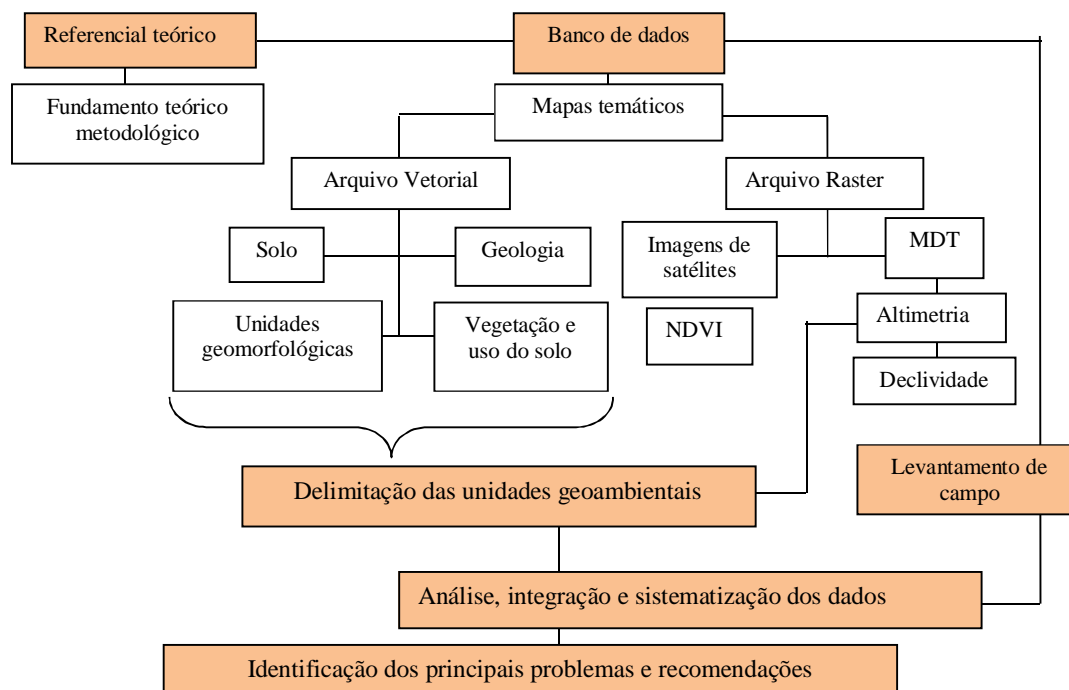 Referencial teórico
Banco de dados
Fundamento teórico
metodológico
Mapas temáticos
Arquivo Vetorial
Arquivo Raster
Solo
Geologia
Imagens de
satélites
MDT
Unidades
geomorfológicas
Vegetação e
uso do solo
NDVI
Altimetria
Declividade
Delimitação das unidades geoambientais
Levantamento de
campo
Análise, integração e sistematização dos dados
Identificação dos principais problemas e recomendações